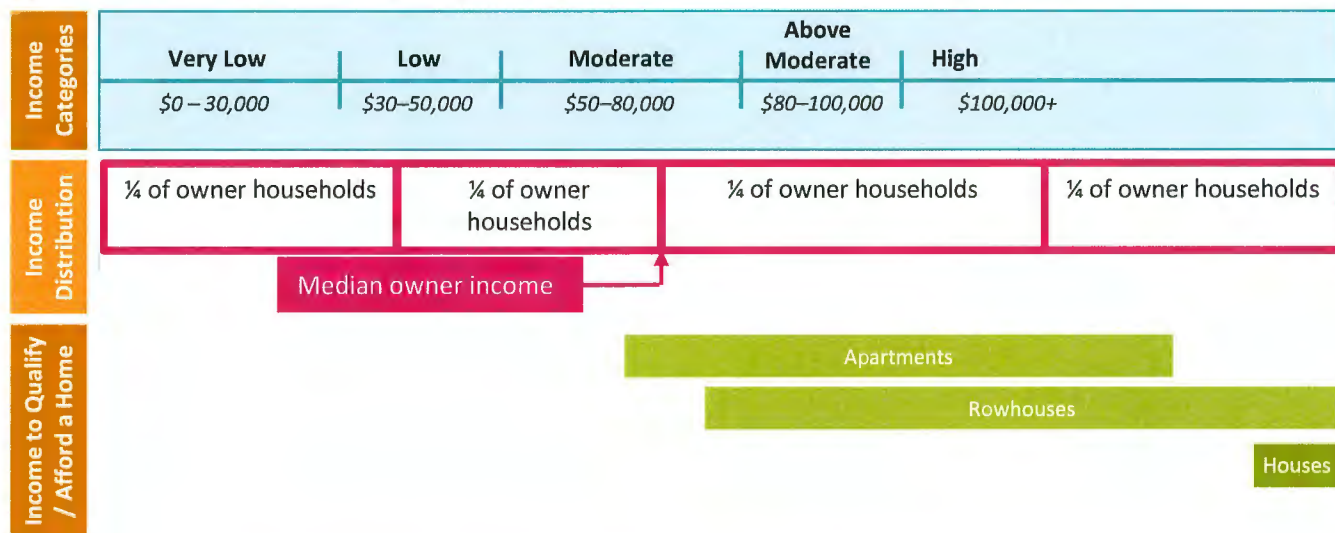 Income
Categories
Very Low
Low
Moderate
Above
Moderate
High
$0 – 30,000
$30–50,000
$50–80,000
$80–100,000
$100,000+
Income
Distribution
¼ of owner households
¼ of owner
households
¼ of owner households
¼ of owner households
Median owner income
Income to Qualify
/ Afford a Home
Apartments
Rowhouses
Houses